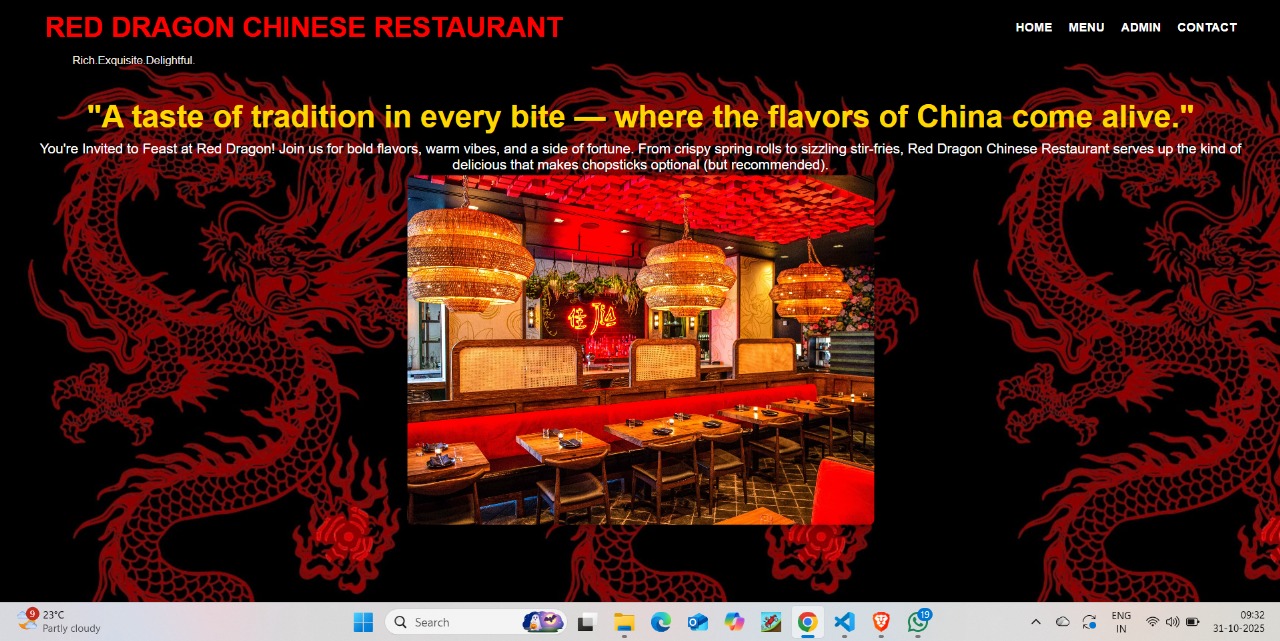 RED DRAGON CHINESE RESTAURANT
HOME MENU ADMIN CONTACT
Rich.Exquisite.Delightful.
"A taste of tradition in every bite — where the flavors of China come alive."
You're Invited to Feast at Red Dragon! Join us for bold flavors, warm vibes, and a side of fortune. From crispy spring rolls to sizzling stir-fries, Red Dragon Chinese Restaurant serves up the kind of
delicious that makes chopsticks optional (but recommended).
佳 Jia
9
23°C
Partly cloudy
Search
19
ENG
IN
09:32
31-10-2025